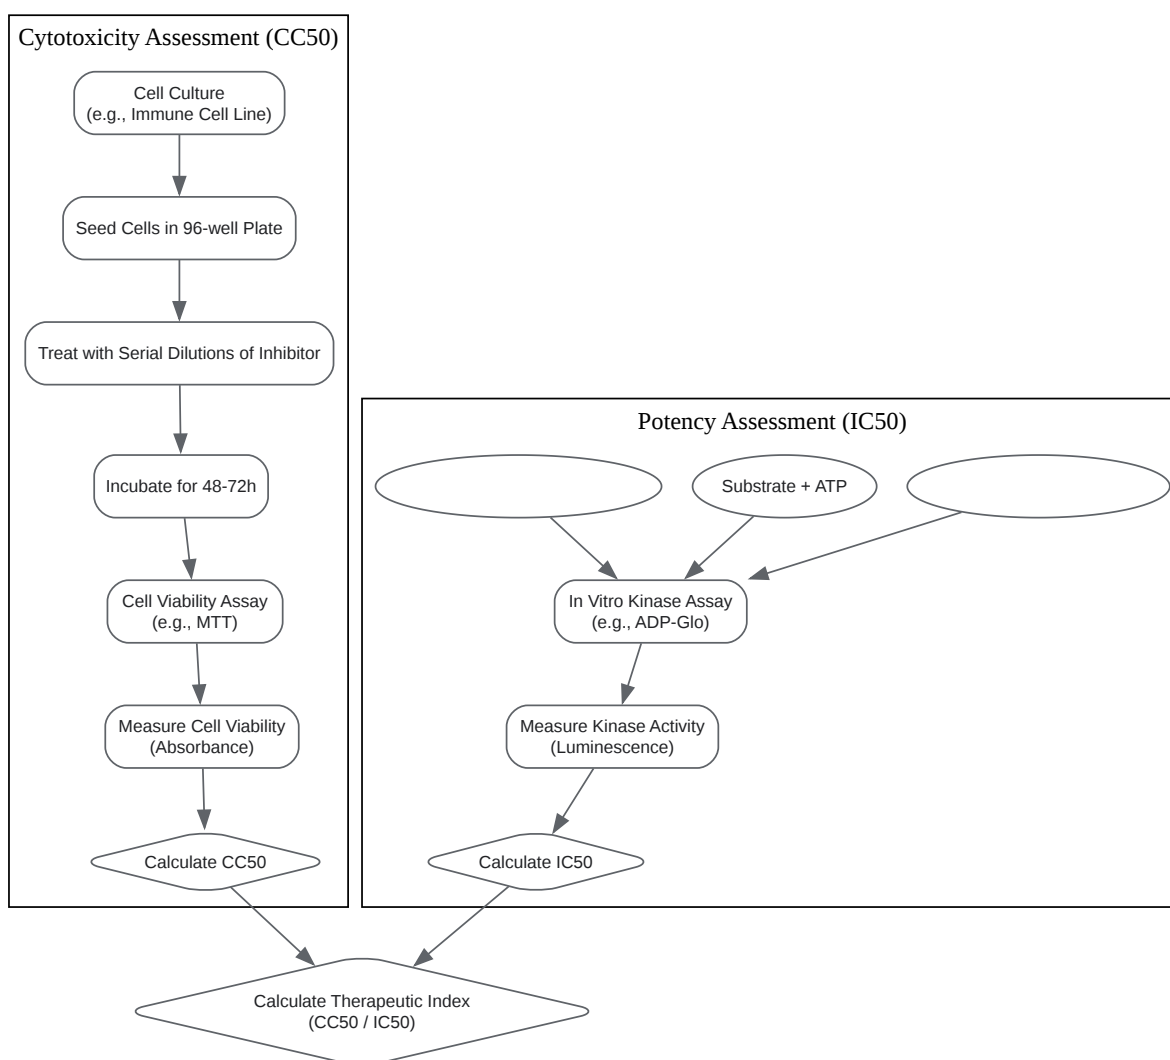 Cytotoxicity Assessment (CC50)
Cell Culture
(e.g., Immune Cell Line)
Seed Cells in 96-well Plate
Treat with Serial Dilutions of Inhibitor
Incubate for 48-72h
Cell Viability Assay
(e.g., MTT)
Measure Cell Viability
(Absorbance)
Calculate CC50
Potency Assessment (IC50)
Substrate + ATP
In Vitro Kinase Assay
(e.g., ADP-Glo)
Measure Kinase Activity
(Luminescence)
Calculate IC50
Calculate Therapeutic Index
(CC50 / IC50)